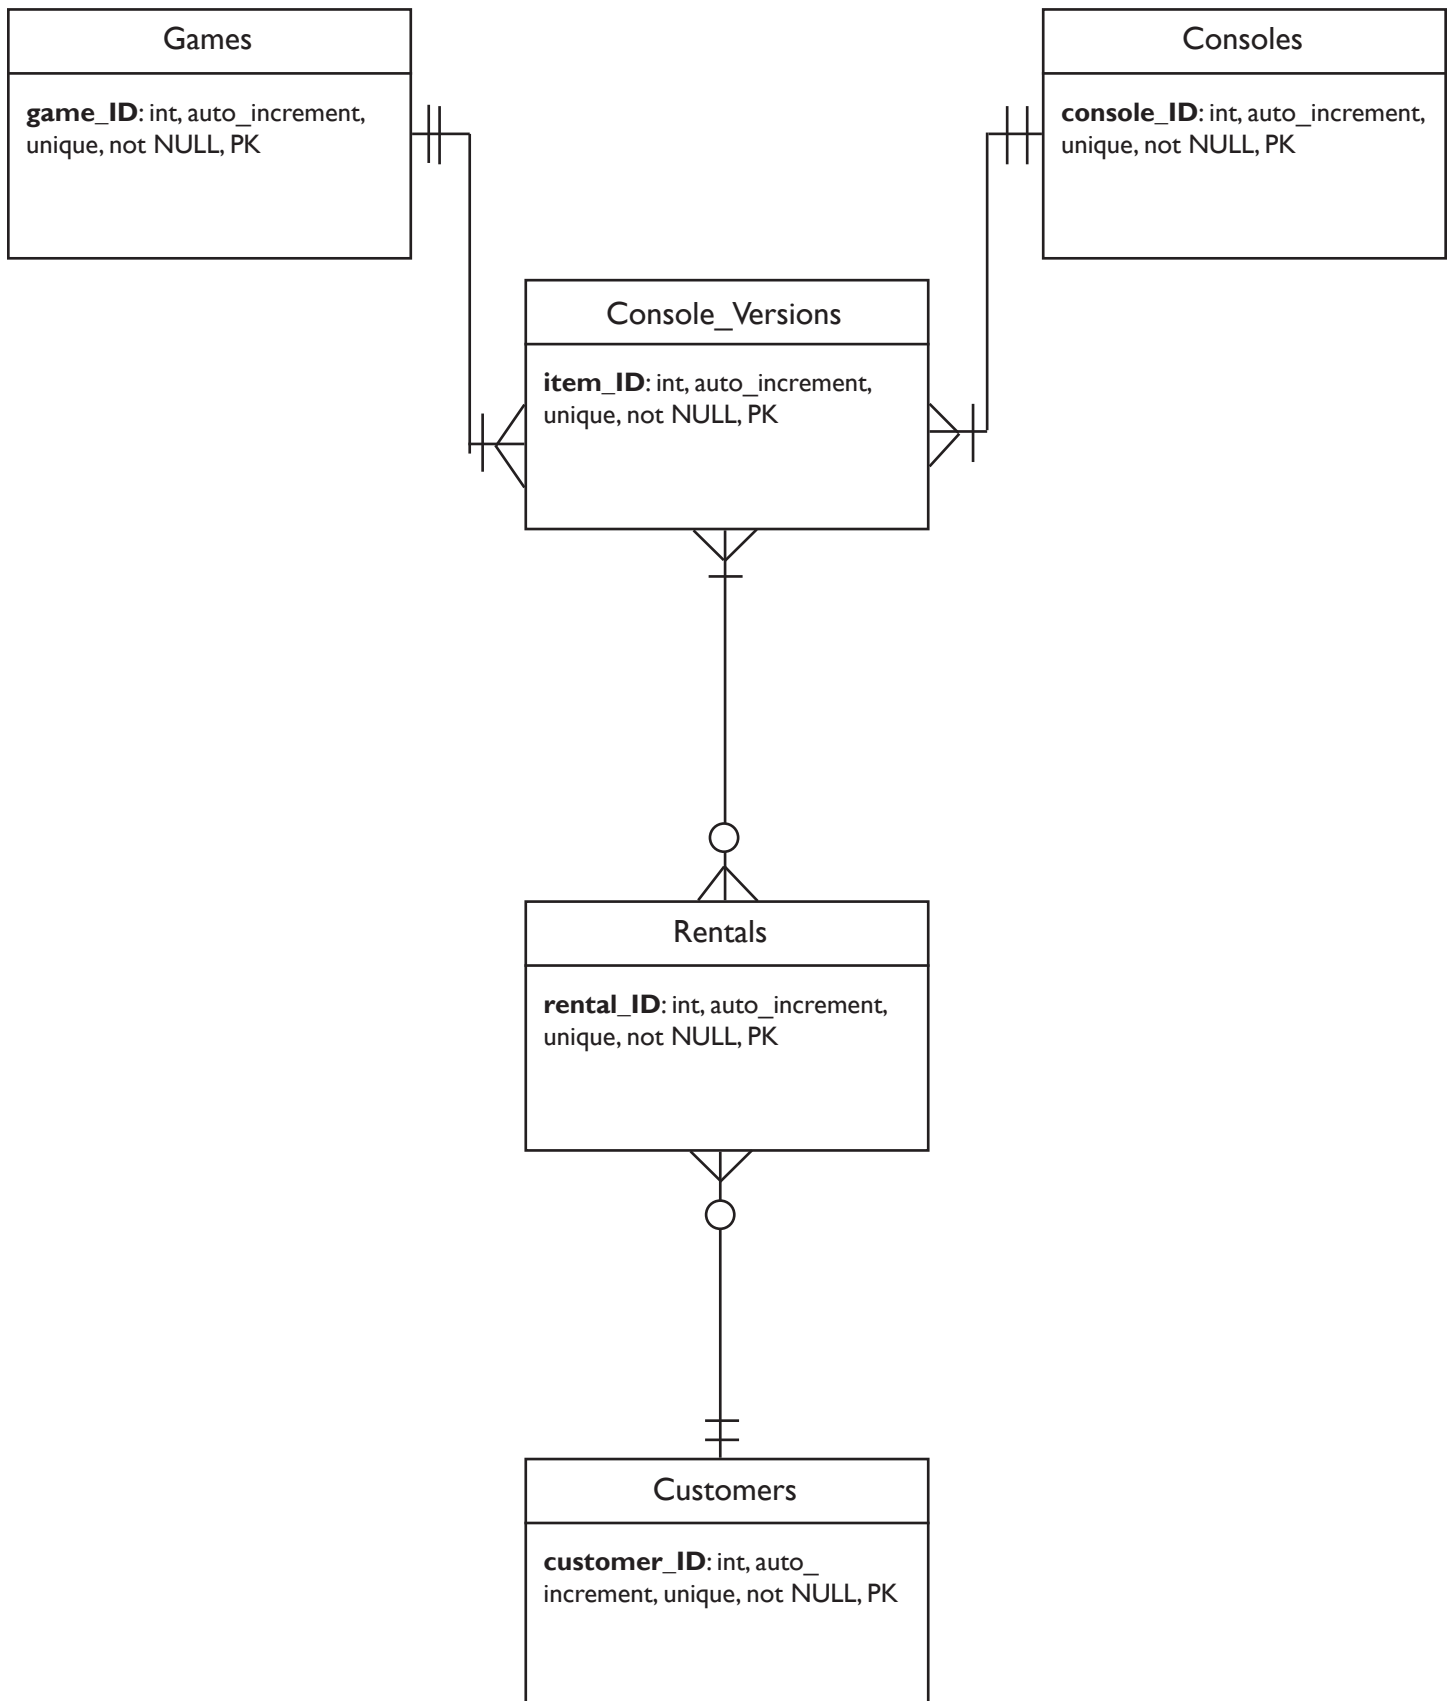 Games
game_ID: int, auto_increment,
unique, not NULL, PK
Consoles
console_ID: int, auto_increment,
unique, not NULL, PK
Console_Versions
item_ID: int, auto_increment,
unique, not NULL, PK
Rentals
rental_ID: int, auto_increment,
unique, not NULL, PK
Customers
customer_ID: int, auto_
increment, unique, not NULL, PK